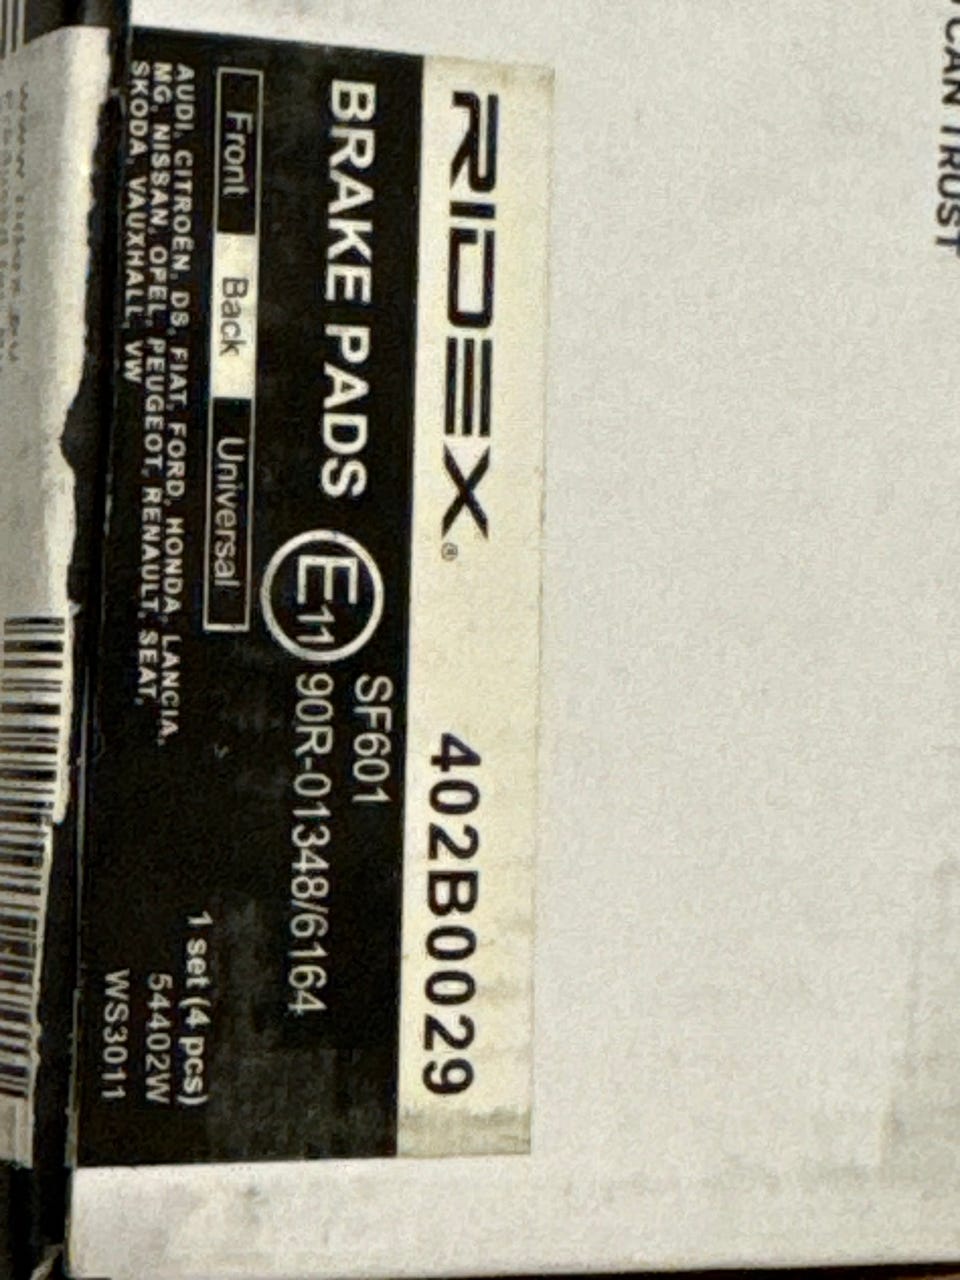 CAN TRUST
RIDEX® 402B0029
BRAKE PADS E11 90R-01348/6164
SF601
Front Back Universal
AUDI, CITROËN, DS, FIAT, FORD, HONDA, LANCIA,
MG, NISSAN, OPEL, PEUGEOT, RENAULT, SEAT,
SKODA, VAUXHALL, VW
1 set (4 pcs)
54402W
WS3011